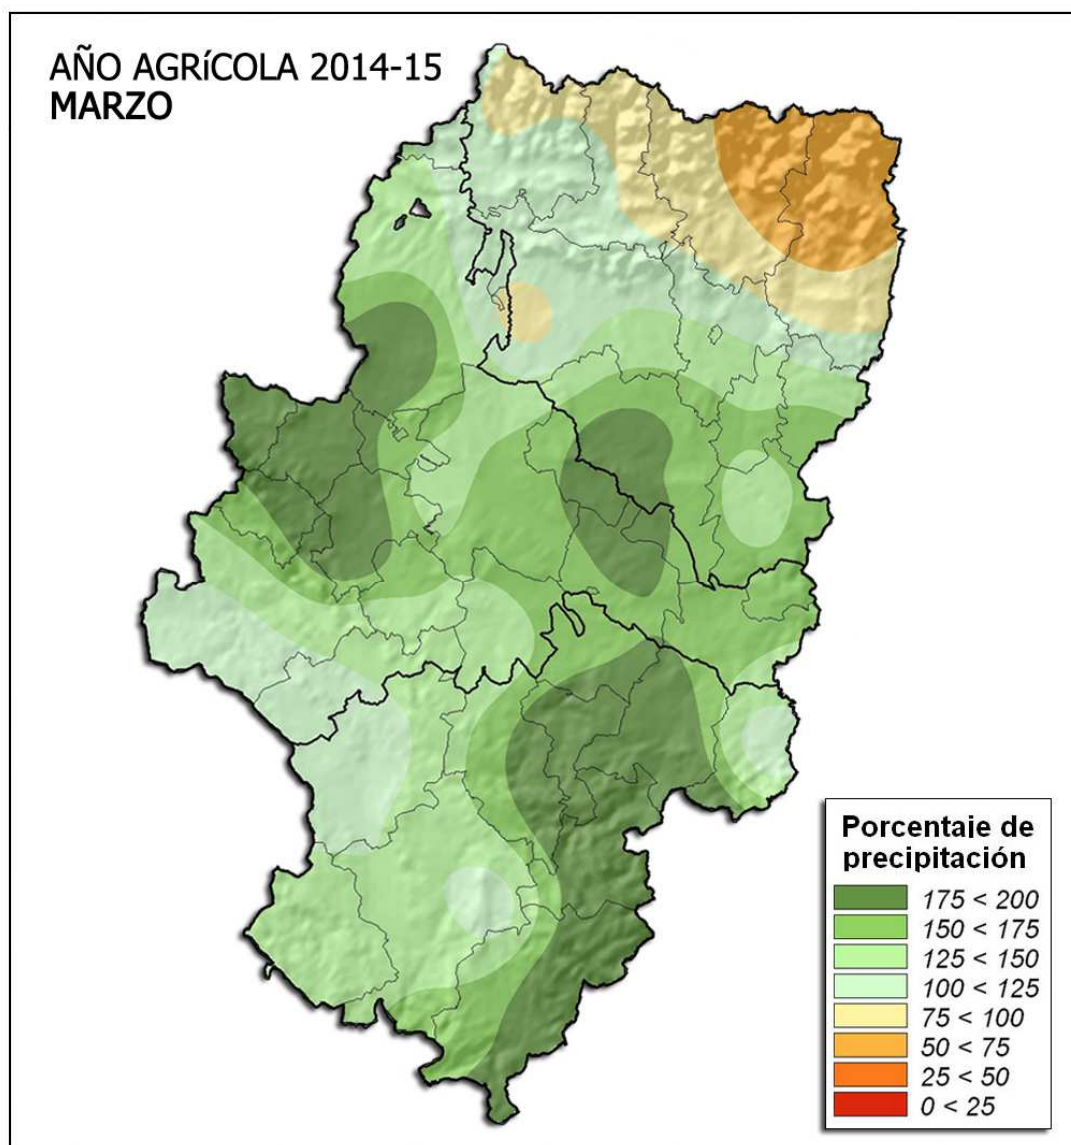 AÑO AGRíCOLA 2014-15
MARZO
Porcentaje de
precipitación
175 < 200
150 < 175
125 < 150
100 < 125
75 < 100
50 < 75
25 < 50
0 < 25